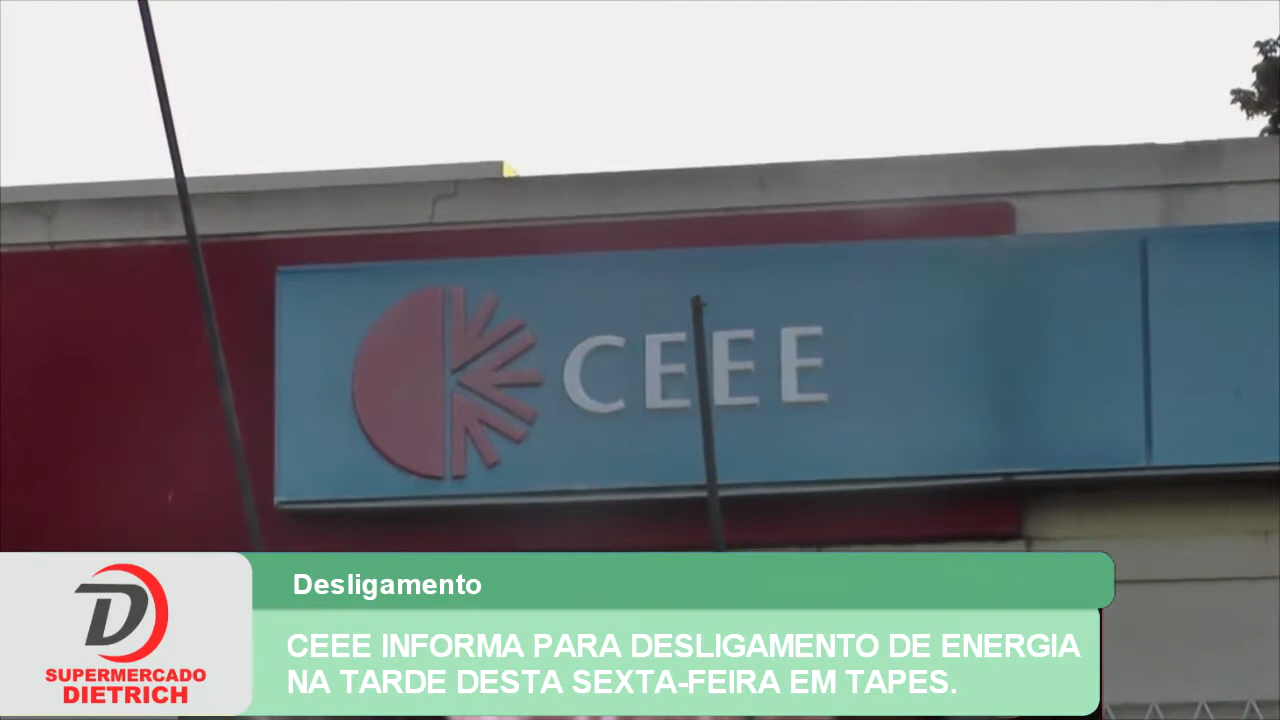 CEEE
Desligamento
CEEE INFORMA PARA DESLIGAMENTO DE ENERGIA
NA TARDE DESTA SEXTA-FEIRA EM TAPES.
D
SUPERMERCADO
DIETRICH